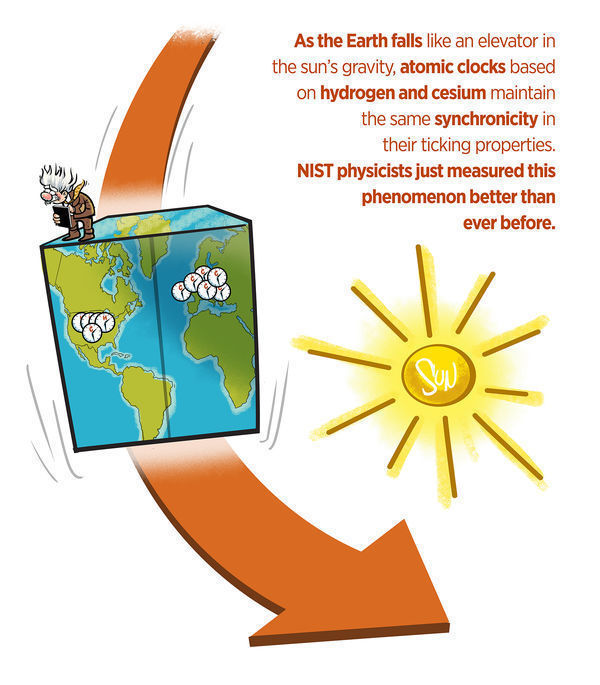 As the Earth falls like an elevator in
the sun's gravity, atomic clocks based
on hydrogen and cesium maintain
the same synchronicity in
their ticking properties.
NIST physicists just measured this
phenomenon better than
ever before.
SUN